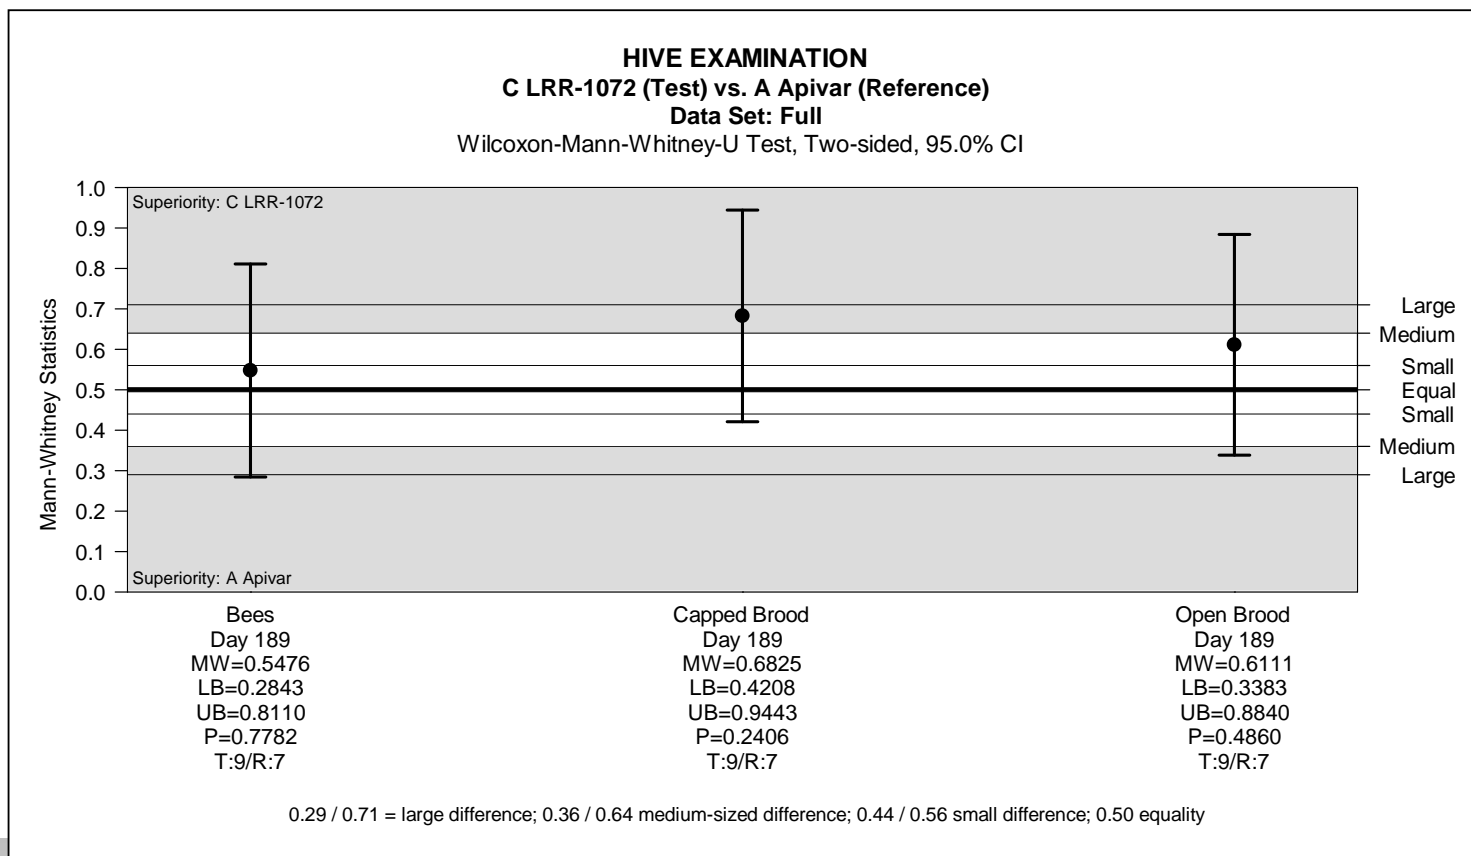 HIVE EXAMINATION
C LRR-1072 (Test) vs. A Apivar (Reference)
Data Set: Full
Wilcoxon-Mann-Whitney-U Test, Two-sided, 95.0% CI
Mann-Whitney Statistics
1.0
0.9
0.8
0.7
0.6
0.5
0.4
0.3
0.2
0.1
0.0
Superiority: C LRR-1072
Superiority: A Apivar
Large
Medium
Small
Equal
Small
Medium
Large
Bees
Day 189
MW=0.5476
LB=0.2843
UB=0.8110
P=0.7782
T:9/R:7
Capped Brood
Day 189
MW=0.6825
LB=0.4208
UB=0.9443
P=0.2406
T:9/R:7
Open Brood
Day 189
MW=0.6111
LB=0.3383
UB=0.8840
P=0.4860
T:9/R:7
0.29 / 0.71 = large difference; 0.36 / 0.64 medium-sized difference; 0.44 / 0.56 small difference; 0.50 equality